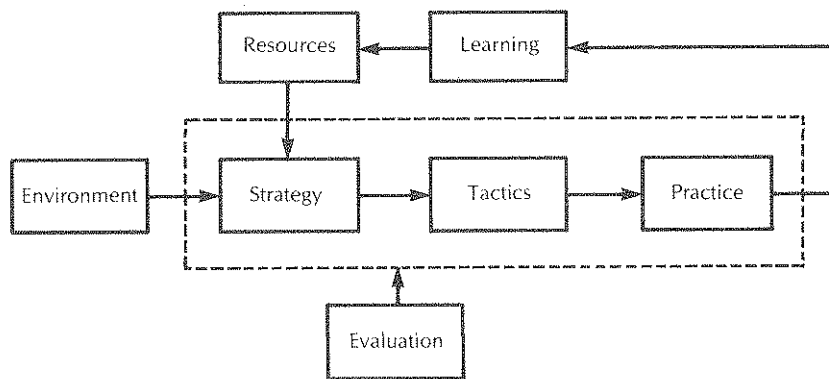 Resources
Learning
Environment
Strategy
Tactics
Practice
Evaluation